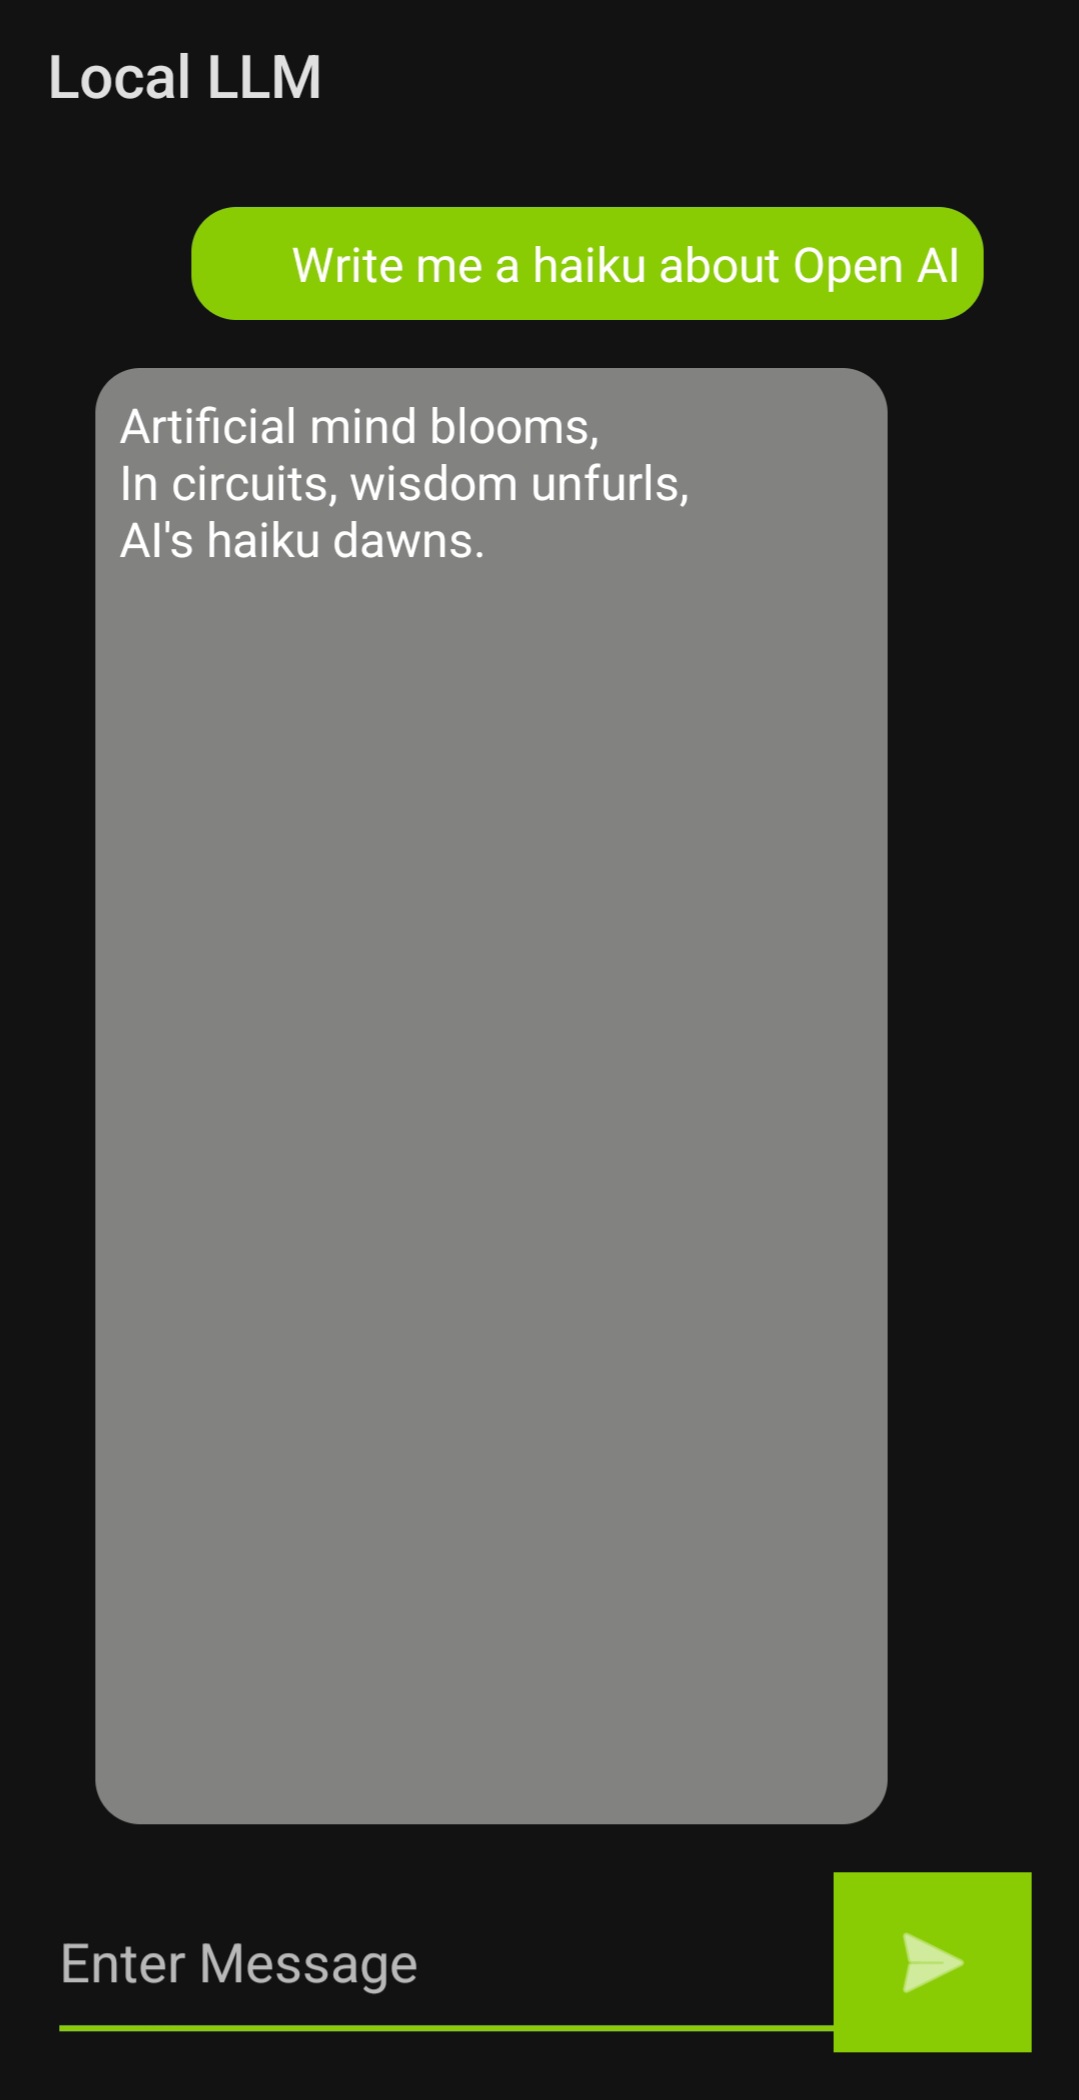 Local LLM
Write me a haiku about Open AI
Artificial mind blooms,
In circuits, wisdom unfurls,
AI's haiku dawns.
Enter Message